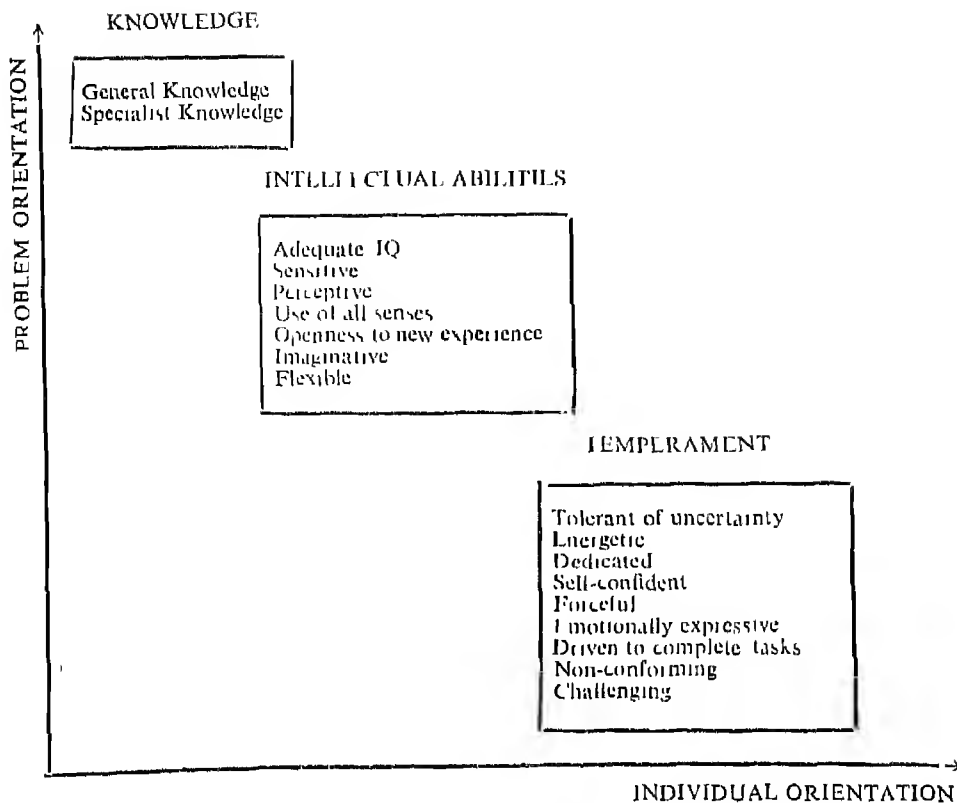 KNOWLEDGE
PROBLEM ORIENTATION
General Knowledge
Specialist Knowledge
INTELLECTUAL ABILITIES
Adequate IQ
Sensitive
Perceptive
Use of all senses
Openness to new experience
Imaginative
Flexible
TEMPERAMENT
Tolerant of uncertainty
Energetic
Dedicated
Self-confident
Forceful
Emotionally expressive
Driven to complete tasks
Non-conforming
Challenging
INDIVIDUAL ORIENTATION